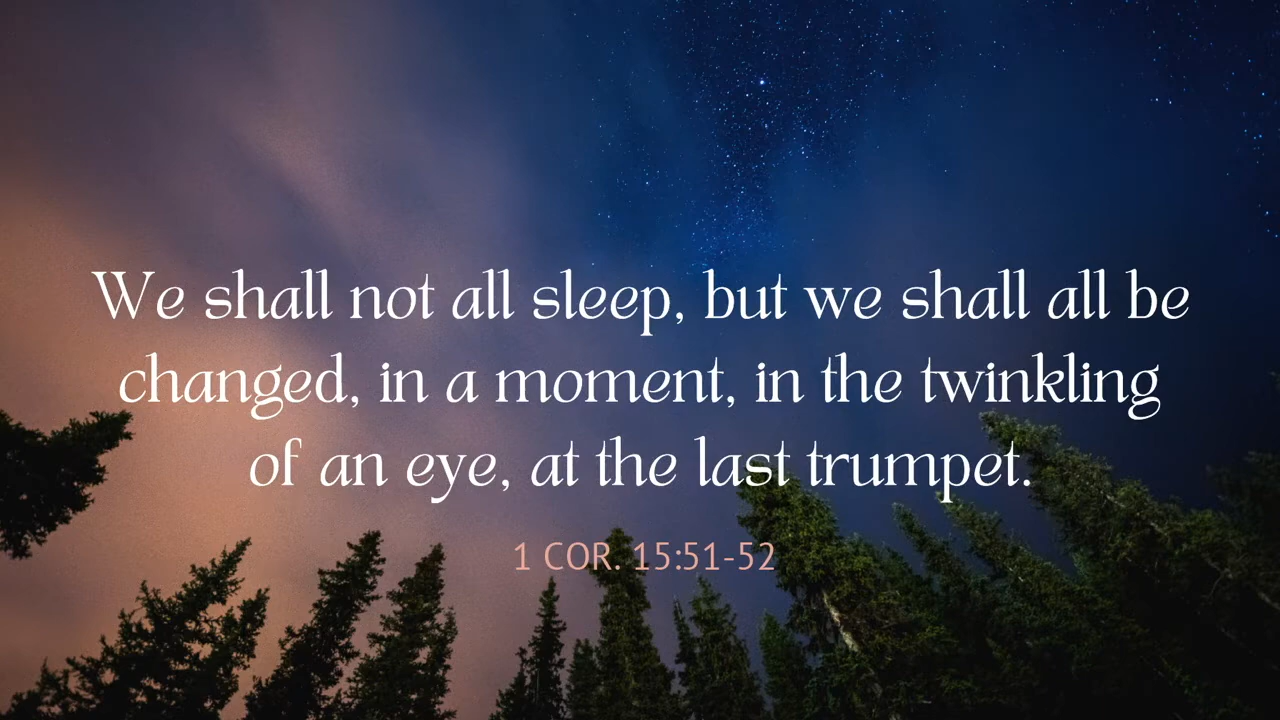 We shall not all sleep, but we shall all be
changed, in a moment, in the twinkling
of an eye, at the last trumpet.
1 COR. 15:51-52